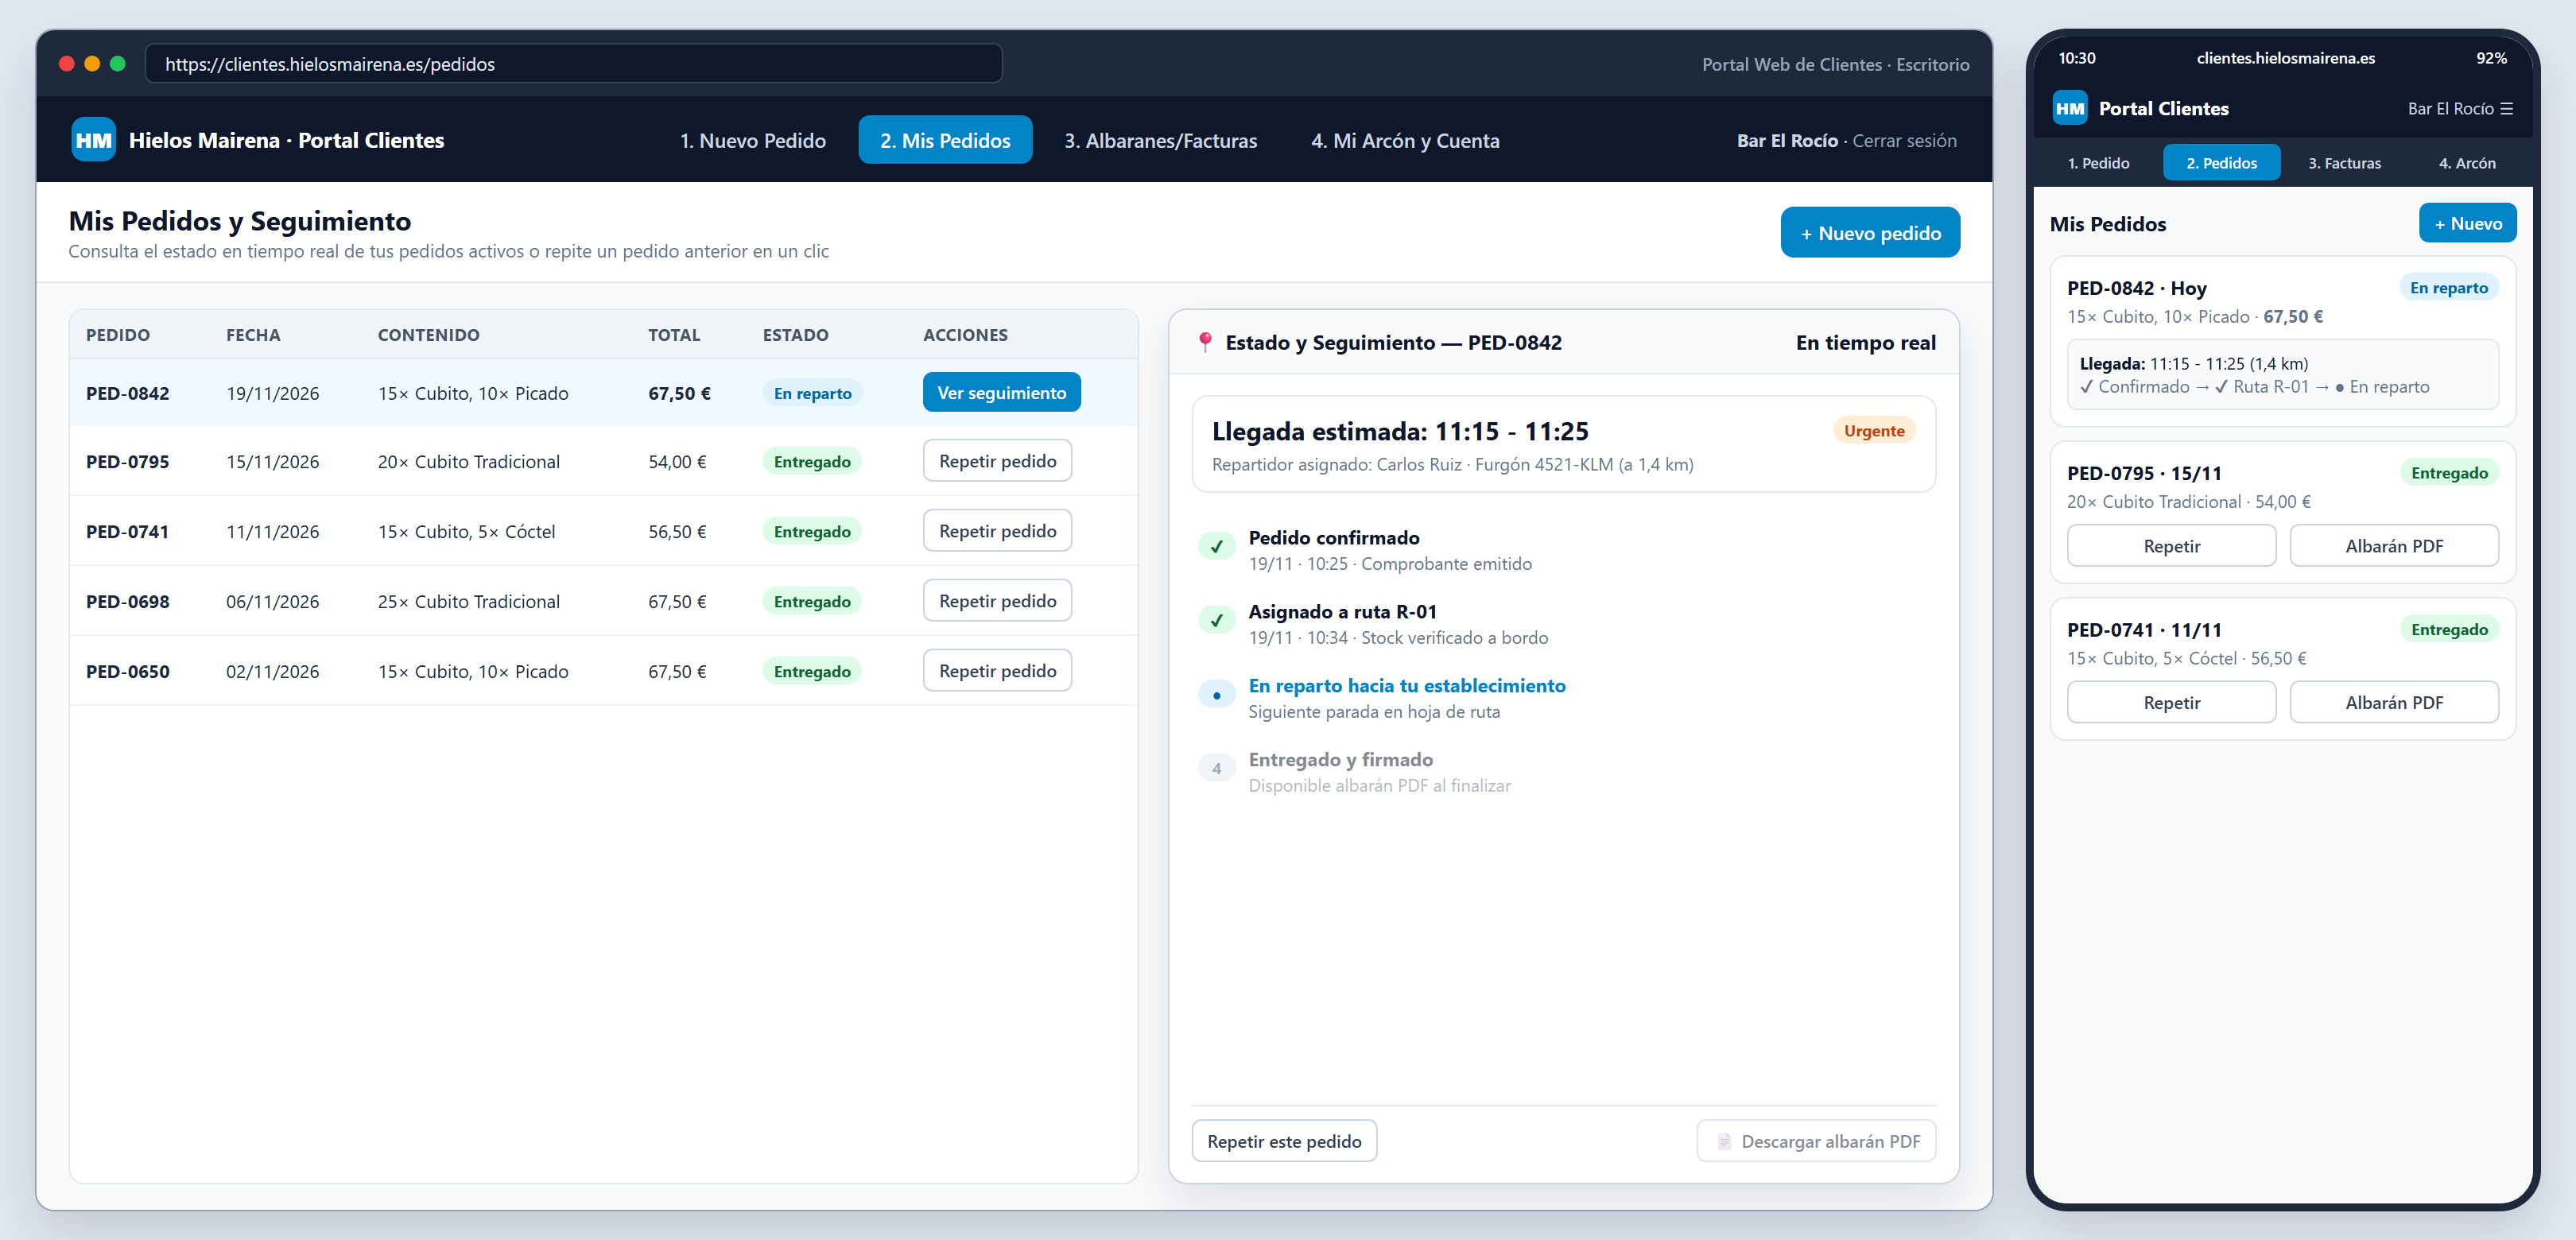 https://clientes.hielosmairena.es/pedidos
Portal Web de Clientes · Escritorio
HM Hielos Mairena · Portal Clientes
1. Nuevo Pedido
2. Mis Pedidos
3. Albaranes/Facturas
4. Mi Arcón y Cuenta
Bar El Rocío · Cerrar sesión
Mis Pedidos y Seguimiento
Consulta el estado en tiempo real de tus pedidos activos o repite un pedido anterior en un clic
+ Nuevo pedido
PEDIDO FECHA CONTENIDO TOTAL ESTADO ACCIONES
PED-0842 19/11/2026 15× Cubito, 10× Picado 67,50 € En reparto Ver seguimiento
PED-0795 15/11/2026 20× Cubito Tradicional 54,00 € Entregado Repetir pedido
PED-0741 11/11/2026 15× Cubito, 5× Cóctel 56,50 € Entregado Repetir pedido
PED-0698 06/11/2026 25× Cubito Tradicional 67,50 € Entregado Repetir pedido
PED-0650 02/11/2026 15× Cubito, 10× Picado 67,50 € Entregado Repetir pedido
📍 Estado y Seguimiento — PED-0842 En tiempo real
Llegada estimada: 11:15 - 11:25 Urgente
Repartidor asignado: Carlos Ruiz · Furgón 4521-KLM (a 1,4 km)
✓ Pedido confirmado
19/11 · 10:25 · Comprobante emitido
✓ Asignado a ruta R-01
19/11 · 10:34 · Stock verificado a bordo
● En reparto hacia tu establecimiento
Siguiente parada en hoja de ruta
4 Entregado y firmado
Disponible albarán PDF al finalizar
Repetir este pedido
📄 Descargar albarán PDF
10:30 clientes.hielosmairena.es 92%
HM Portal Clientes Bar El Rocío ☰
1. Pedido 2. Pedidos 3. Facturas 4. Arcón
Mis Pedidos + Nuevo
PED-0842 · Hoy En reparto
15× Cubito, 10× Picado · 67,50 €
Llegada: 11:15 - 11:25 (1,4 km)
✓ Confirmado → ✓ Ruta R-01 → ● En reparto
PED-0795 · 15/11 Entregado
20× Cubito Tradicional · 54,00 €
Repetir Albarán PDF
PED-0741 · 11/11 Entregado
15× Cubito, 5× Cóctel · 56,50 €
Repetir Albarán PDF